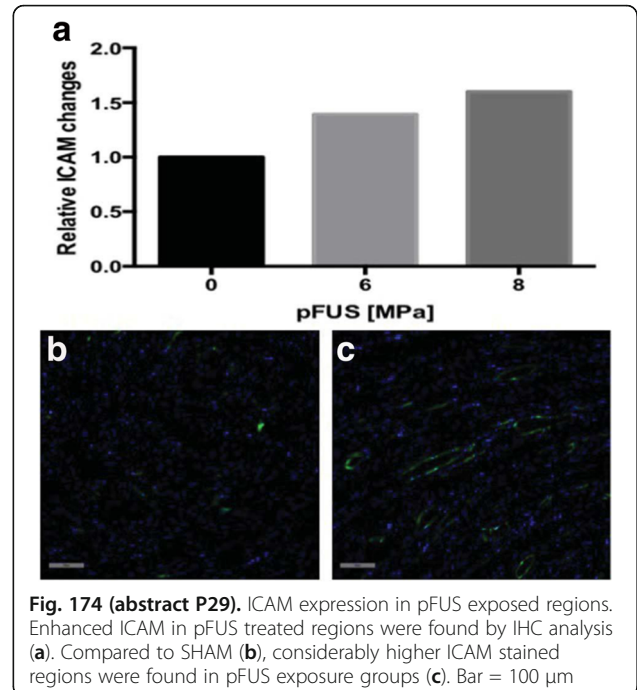 a
2.0
1.5
1.0
0.5
0.0
Relative ICAM changes
0
6
8
pFUS [MPa]
b
c
Fig. 174 (abstract P29). ICAM expression in pFUS exposed regions.
Enhanced ICAM in pFUS treated regions were found by IHC analysis
(a). Compared to SHAM (b), considerably higher ICAM stained
regions were found in pFUS exposure groups (c). Bar = 100 μm